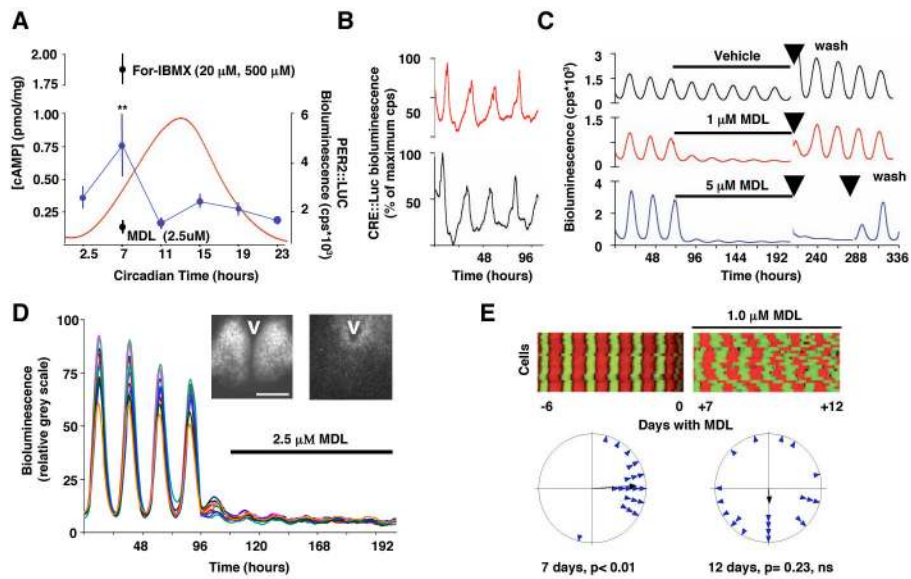 A
2.00
1.75
1.00
0.75
0.50
0.25
[cAMP] (pmol/mg)
For-IBMX (20 μM, 500 μM)
**
MDL (2.5uM)
6
4
2
PER2::LUC
Bioluminescence
(cps*10³)
2.5 7 11 15 19 23
Circadian Time (hours)
B
50
50
CRE::Luc bioluminescence
(% of maximum cps)
48 96
Time (hours)
C
Bioluminescence (cps*10³)
3
1.5
0
Vehicle
wash
1.5
0
1 μM MDL
4
2
0
5 μM MDL
wash
48 96 144 192 240 288 336
Time (hours)
D
100
75
50
25
0
Bioluminescence
(relative grey scale)
V
V
2.5 μM MDL
48 96 120 168 192
Time (hours)
E
1.0 μM MDL
Cells
-6 0 +7 +12
Days with MDL
7 days, p< 0.01
12 days, p= 0.23, ns